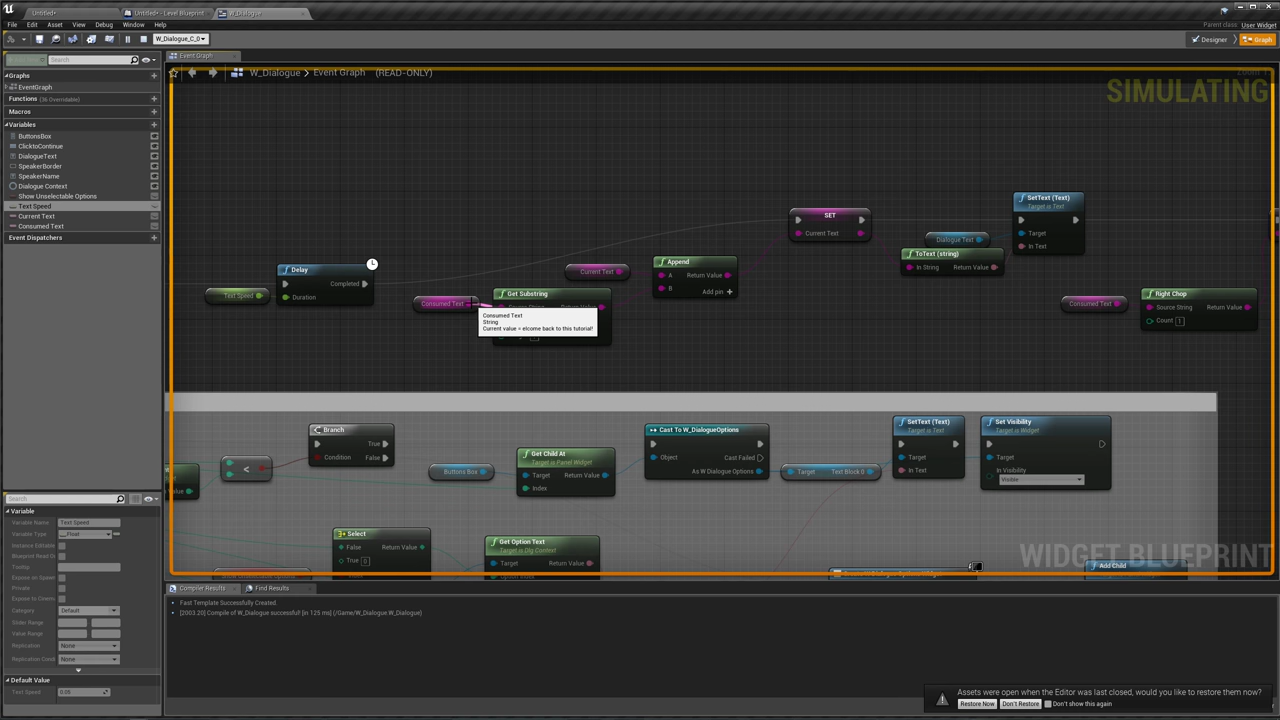 Untitled*
Untitled* - Level Blueprint
W_Dialogue
File Edit Asset View Debug Window Help
Parent class: User Widget
W_Dialogue_C_0
Designer
Graph
Search
Event Graph
W_Dialogue > Event Graph (READ-ONLY)
SIMULATING
Graphs
EventGraph
Functions (36 Overridable)
Macros
Variables
ButtonsBox
ClicktoContinue
DialogueText
SpeakerBorder
SpeakerName
Dialogue Context
Show Unselectable Options
Text Speed
Current Text
Consumed Text
Event Dispatchers
SET
Current Text
SetText (Text)
Target is Text
Target
In Text
Dialogue Text
ToText (string)
In String Return Value
Delay
Completed
Duration
Text Speed
Current Text
Append
A Return Value
B Add pin
Consumed Text
Get Substring
Consumed Text
String
Current value = elcome back to this tutorial!
Consumed Text
Right Chop
Source String Return Value
Count 1
Branch
True
Condition False
<
Value
Buttons Box
Get Child At
Target is Panel Widget
Target Return Value
Index
Cast To W_DialogueOptions
Object Cast Failed
As W Dialogue Options
Target Text Block 0
SetText (Text)
Target is Text
Target
In Text
Set Visibility
Target is Widget
Target
In Visibility
Visible
Select
False Return Value
True 0
Get Option Text
Target is Dlg Context
Target Return Value
Add Child
WIDGET BLUEPRINT
Search
Variable
Variable Name Text Speed
Variable Type Float
Instance Editable
Tooltip
Expose on Spawn
Private
Category Default
Slider Range
Value Range
Replication None
Replication Cond None
Default Value
Text Speed 0.05
Compiler Results
Find Results
Fast Template Successfully Created.
[2003.20] Compile of W_Dialogue successful! [in 125 ms] (/Game/W_Dialogue.W_Dialogue)
Assets were open when the Editor was last closed, would you like to restore them now?
Restore Now Don't Restore Don't show this again